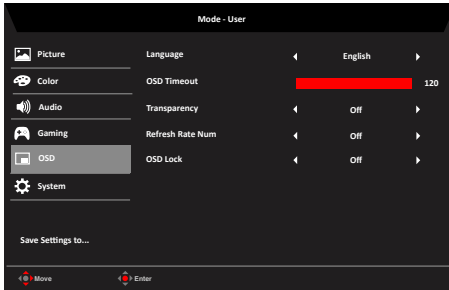 Mode - User
Picture
Language English
Color
OSD Timeout 120
Audio
Transparency Off
Gaming
Refresh Rate Num Off
OSD
OSD Lock Off
System
Save Settings to...
Move Enter